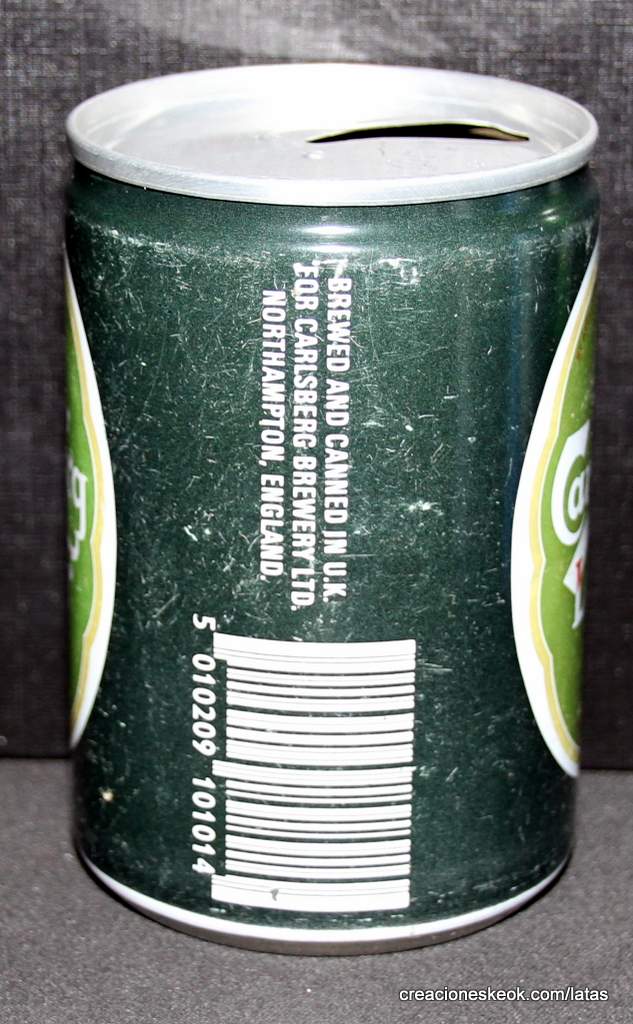 BREWED AND CANNED IN U.K.
FOR CARLSBERG BREWERY LTD.
NORTHAMPTON, ENGLAND.
5 010209 101014
creacioneskeok.com/latas